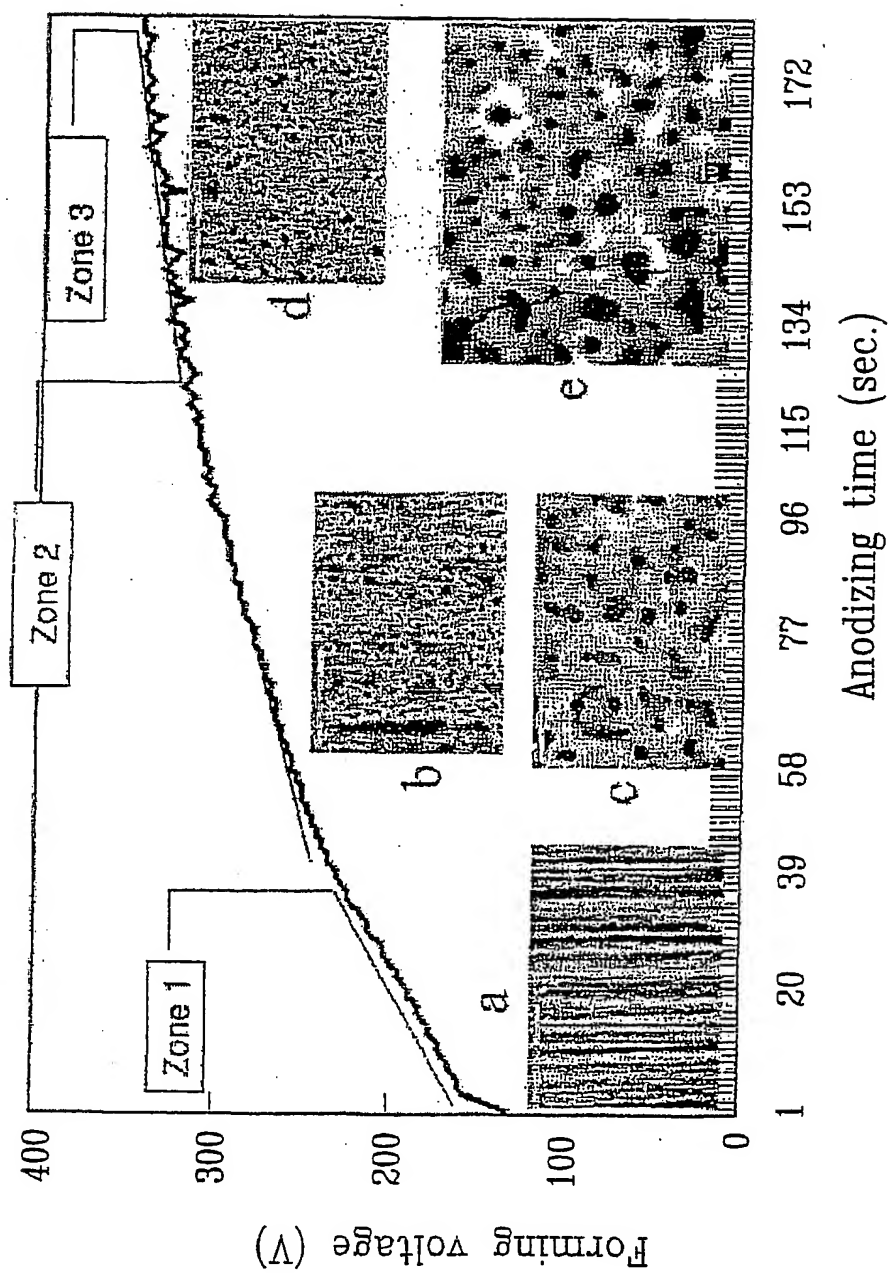 Forming voltage (V)
400
300
200
100
0
Zone 1
Zone 2
Zone 3
a
b
c
d
e
1
20
39
58
77
96
115
134
153
172
Anodizing time (sec.)